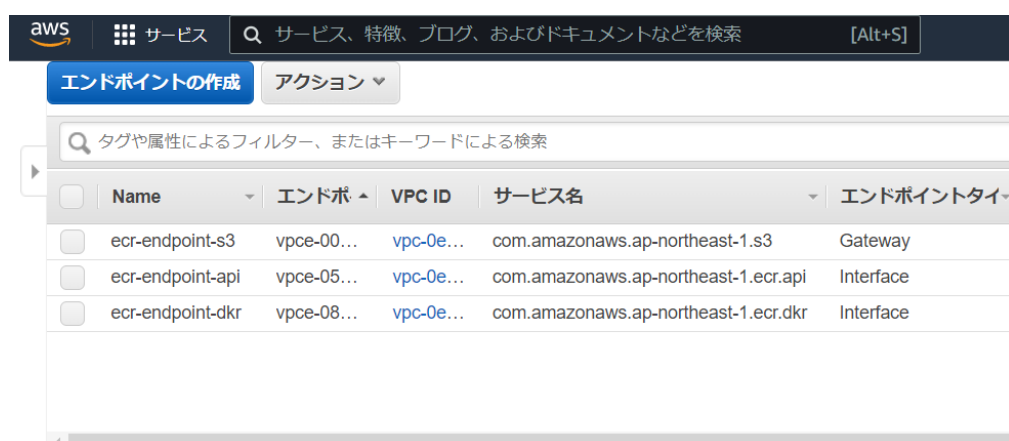 aws サービス サービス、特徴、ブログ、およびドキュメントなどを検索 [Alt+S]
エンドポイントの作成 アクション
タグや属性によるフィルター、またはキーワードによる検索
Name エンドポ VPC ID サービス名 エンドポイントタイ
ecr-endpoint-s3 vpce-00... vpc-0e... com.amazonaws.ap-northeast-1.s3 Gateway
ecr-endpoint-api vpce-05... vpc-0e... com.amazonaws.ap-northeast-1.ecr.api Interface
ecr-endpoint-dkr vpce-08... vpc-0e... com.amazonaws.ap-northeast-1.ecr.dkr Interface